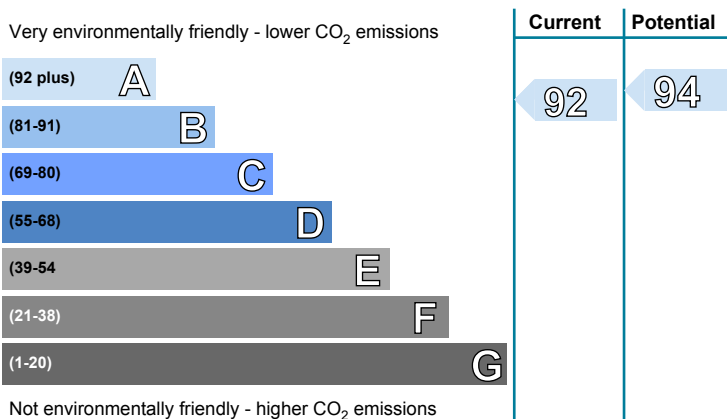 Very environmentally friendly - lower CO2 emissions
Current
Potential
(92 plus) A
(81-91) B
(69-80) C
(55-68) D
(39-54 E
(21-38) F
(1-20) G
92
94
Not environmentally friendly - higher CO2 emissions